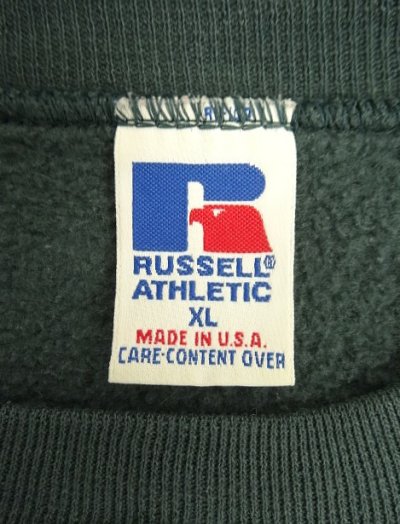 RUSSELL®
ATHLETIC
XL
MADE IN U.S.A.
CARE-CONTENT OVER